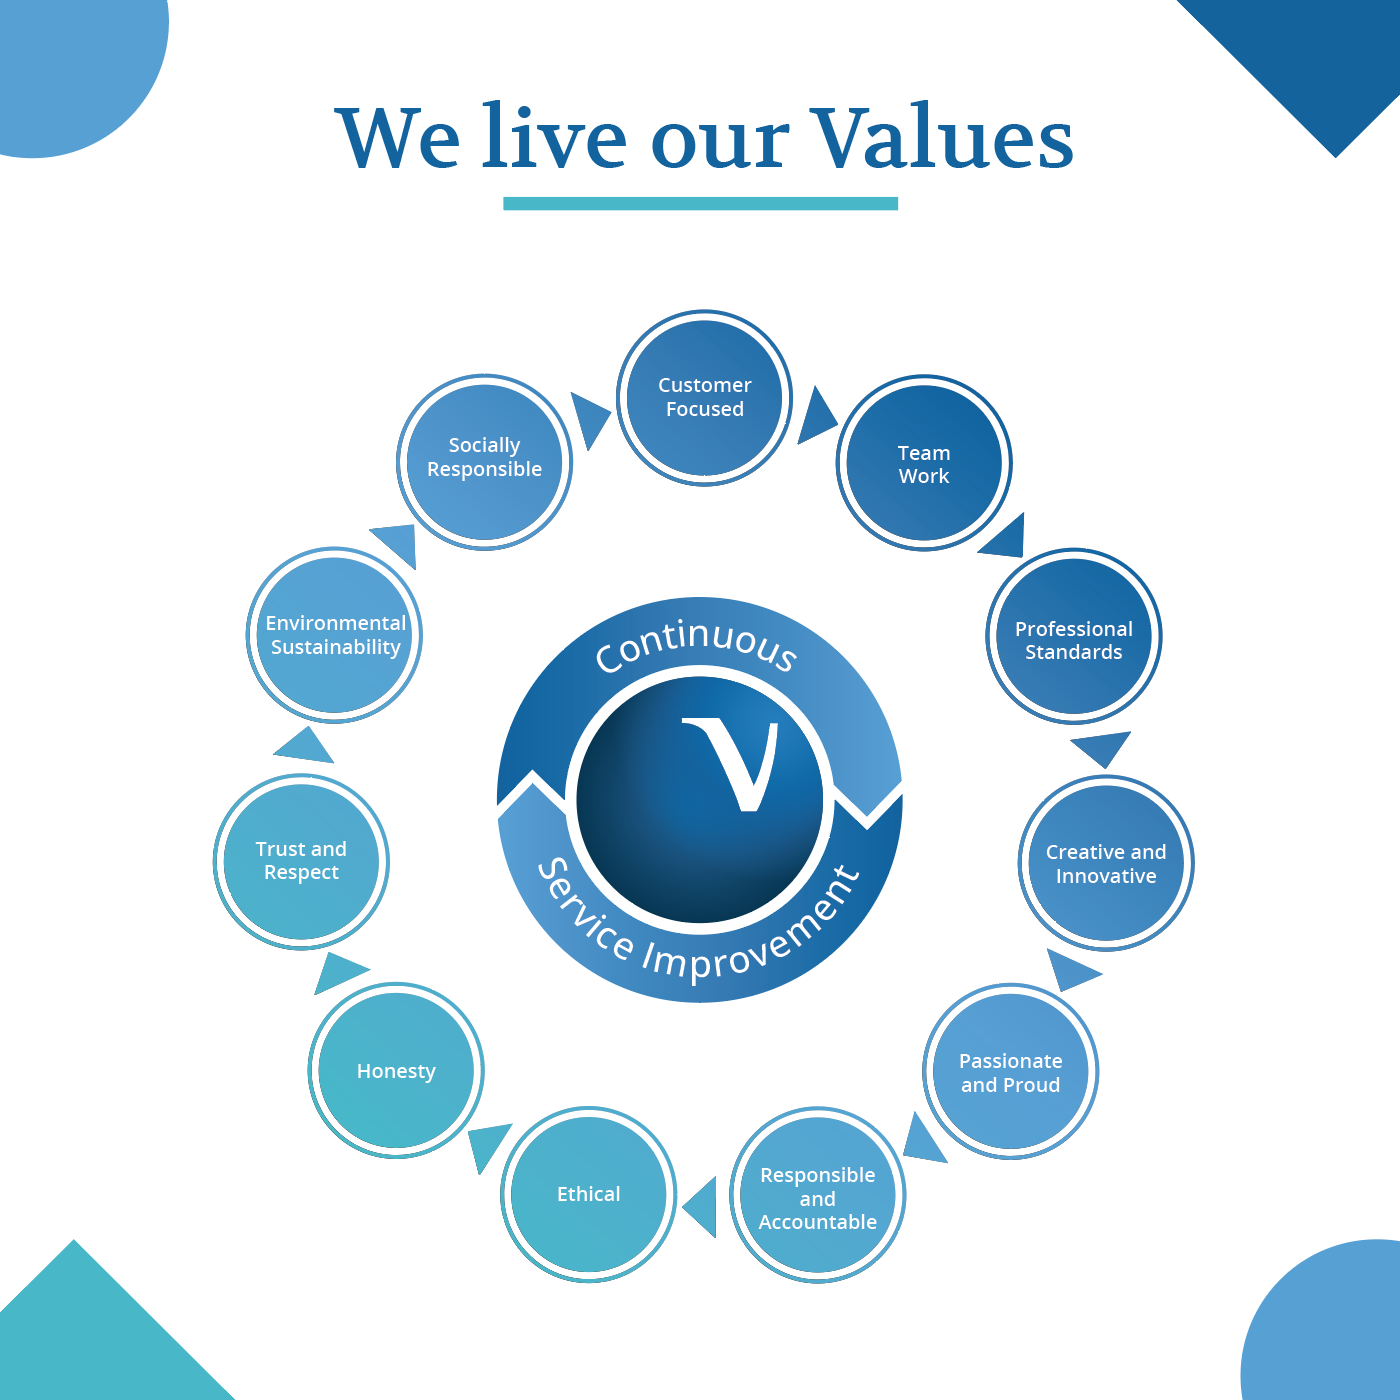 We live our Values
Customer
Focused
Team
Work
Professional
Standards
Creative and
Innovative
Passionate
and Proud
Responsible
and
Accountable
Ethical
Honesty
Trust and
Respect
Environmental
Sustainability
Socially
Responsible
Continuous
V
Service Improvement